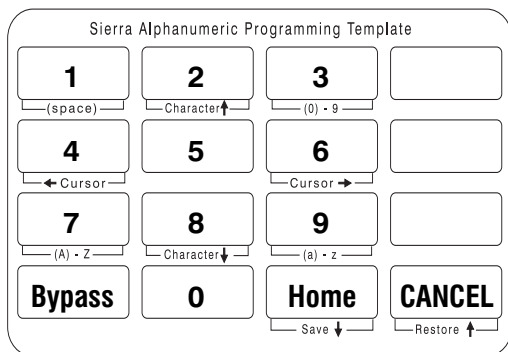 Sierra Alphanumeric Programming Template
1 2 3
(space) Character↑ (0) - 9
4 5 6
←Cursor Cursor→
7 8 9
(A) - Z Character↓ (a) - z
Bypass 0 Home CANCEL
Save ↓ Restore ↑